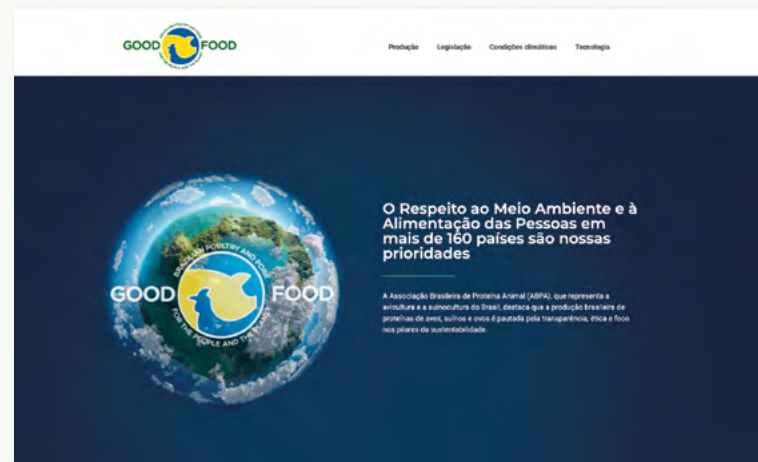 GOOD FOOD
Produção Legislação Condições climáticas Tecnologia
O Respeito ao Meio Ambiente e à
Alimentação das Pessoas em
mais de 160 países são nossas
prioridades
A Associação Brasileira de Proteína Animal (ABPA), que representa a
avicultura e a suinocultura do Brasil, destaca que a produção brasileira de
proteínas de aves, suínos e ovos é pautada pela transparência, ética e foco
nos pilares da sustentabilidade.
BRAZILIAN POULTRY AND PORK
GOOD FOOD
FOR THE PEOPLE AND THE PLANET